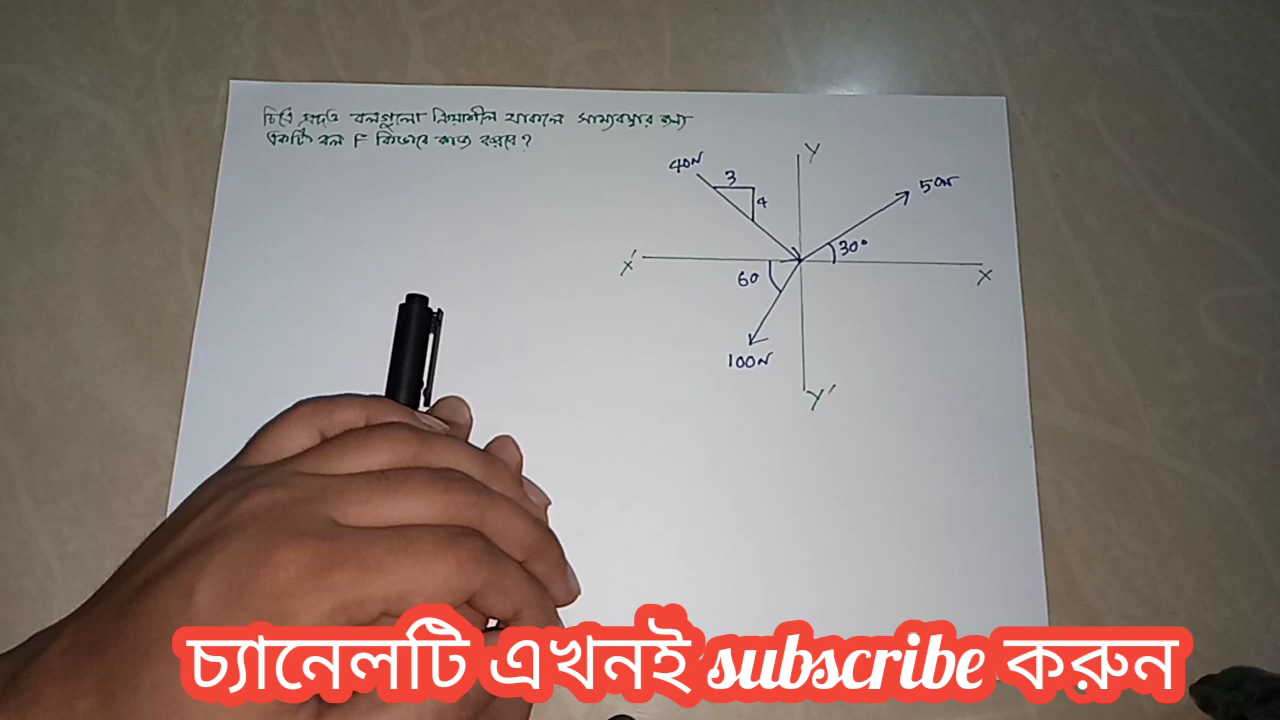 চিত্রে প্রদত্ত বলগুলো ক্রিয়াশীল থাকলে সাম্যবস্থার জন্য
একটি বল F কিভাবে কাজ করবে?
Y
40N
3
4
50N
30°
X'
X
60
100N
Y'
চ্যানেলটি এখনই subscribe করুন